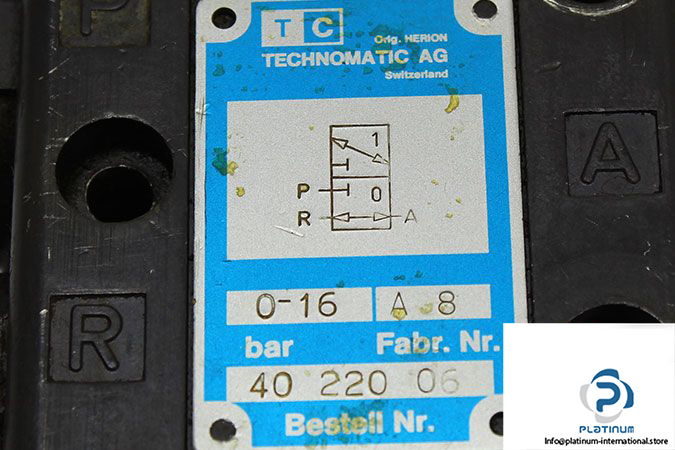 P
T C Orig. HERION
TECHNOMATIC AG
Switzerland
1
P
0
R
A
A
R
0-16
A 8
bar
Fabr. Nr.
40 220 06
Bestell Nr.
PLATINUM
info@platinum-international.store